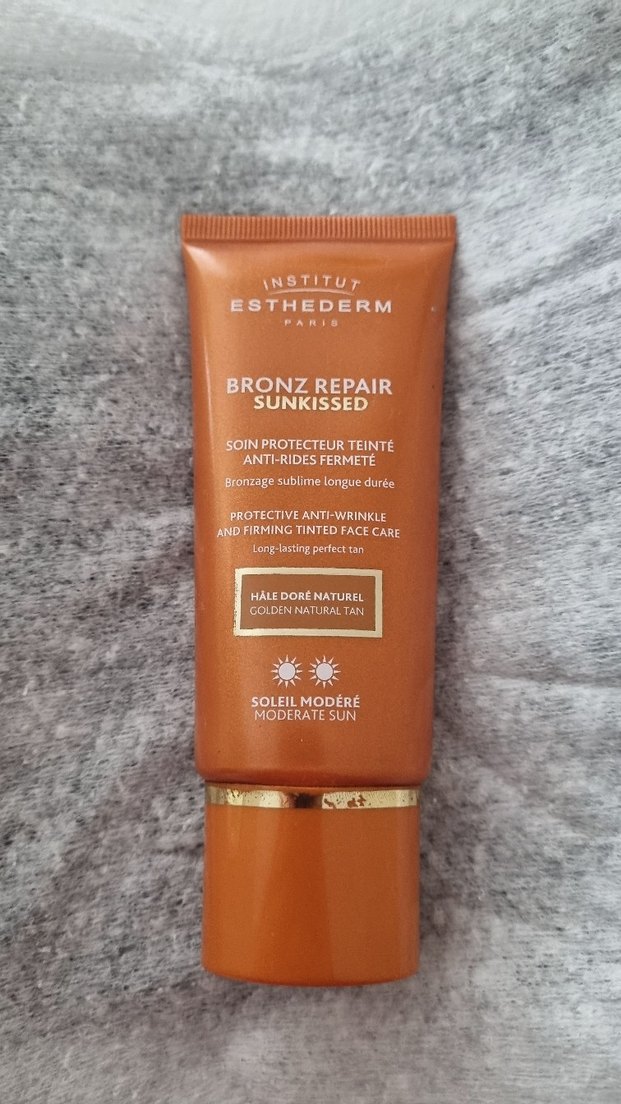 INSTITUT
ESTHEDERM
PARIS
BRONZ REPAIR
SUNKISSED
SOIN PROTECTEUR TEINTÉ
ANTI-RIDES FERMETÉ
Bronzage sublime longue durée
PROTECTIVE ANTI-WRINKLE
AND FIRMING TINTED FACE CARE
Long-lasting perfect tan
HÂLE DORÉ NATUREL
GOLDEN NATURAL TAN
SOLEIL MODÉRÉ
MODERATE SUN